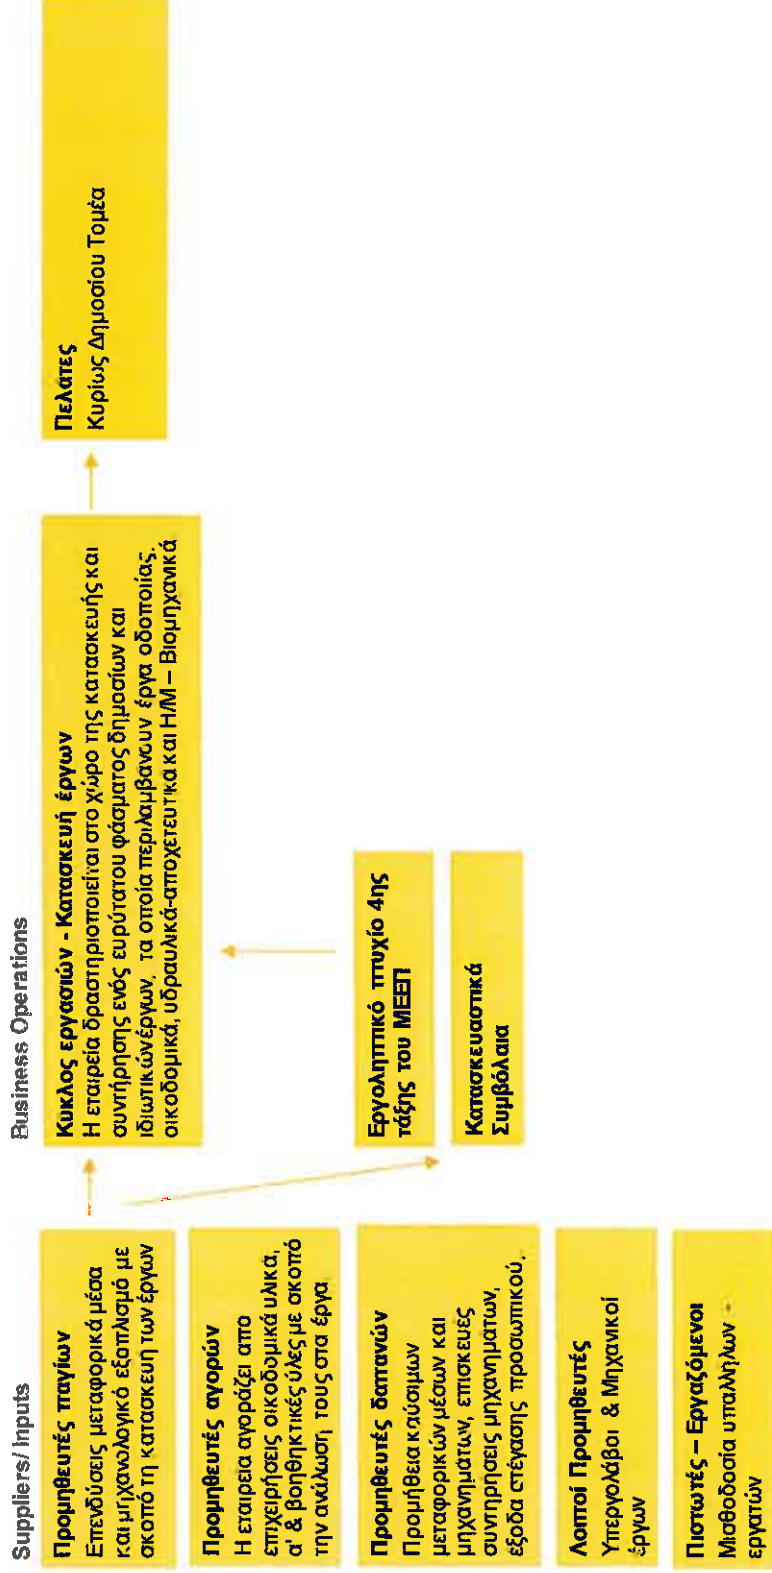 Suppliers/Inputs
Προμηθευτές παγίων
Επενδύσεις μεταφορικά μέσα
και μηχανολογικό εξοπλισμό με
σκοπό τη κατασκευή των έργων
Προμηθευτές αγορών
Η εταιρεία αγοράζει απο
επιχειρήσεις οικοδομικά υλικά,
α' & βοηθηκτικές ύλες με σκοπό
την ανάλωση τους στα έργα
Προμηθευτές δαπανών
Προμήθεια καύσιμων
μεταφορικών μέσων και
μηχανημάτων, επισκευές
συντηρήσεις μηχανημάτων,
έξοδα στέγασης προσωπικού,
Λοιποί Προμηθευτές
Υπεργολάβοι & Μηχανικοί
έργων
Πιστωτές – Εργαζόμενοι
Μισθοδοσία υπαλλήλων -
εργατών
Business Operations
Κύκλος εργασιών - Κατασκευή έργων
Η εταιρεία δραστηριοποιείται στο χώρο της κατασκευής και
συντήρησης ενός ευρύτατου φάσματος δημοσίων και
ιδιωτικών έργων, τα οποία περιλαμβάνουν έργα οδοποιίας,
οικοδομικά, υδραυλικά-αποχετευτικά και Η/Μ – Βιομηχανικά
Εργοληπτικό πτυχίο 4ης
τάξης του ΜΕΕΠ
Κατασκευαστικά
Συμβόλαια
Πελάτες
Κυρίως Δημοσίου Τομέα